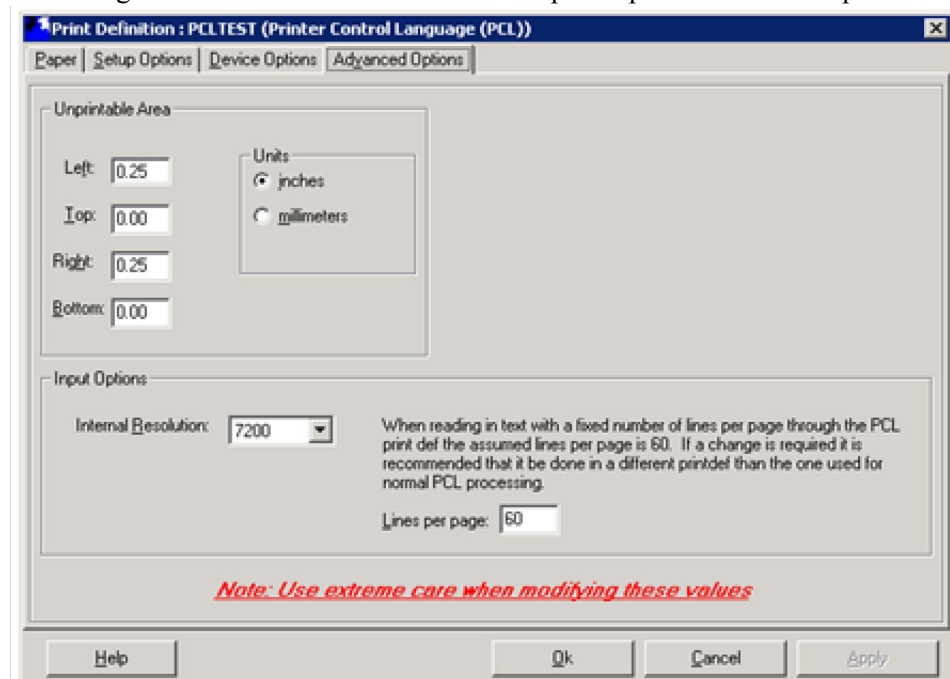 Print Definition : PCLTEST (Printer Control Language (PCL))
Paper Setup Options Device Options Advanced Options
Unprintable Area
Left: 0.25
Top: 0.00
Right: 0.25
Bottom: 0.00
Units
inches
millimeters
Input Options
Internal Resolution: 7200
When reading in text with a fixed number of lines per page through the PCL
print def the assumed lines per page is 60. If a change is required it is
recommended that it be done in a different printdef than the one used for
normal PCL processing.
Lines per page: 60
Note: Use extreme care when modifying these values
Help Ok Cancel Apply